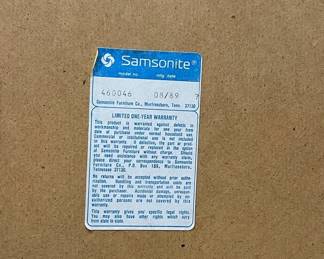 Samsonite®
model no. mfg. date
460046 08/89 7
Samsonite Furniture Co., Murfreesboro, Tenn. 37130
LIMITED ONE-YEAR WARRANTY
This product is warranted against defects in
workmanship and materials for one year from
date of purchase under normal household use.
Commercial or institutional use is not included
in this warranty. If defective, the part or prod-
uct will be repaired or replaced at the option
of Samsonite Furniture without charge. Should
you need assistance with any warranty claim,
please direct your correspondence to Samsonite
Furniture Co., P.O. Box 189, Murfreesboro,
Tennessee 37130.
No returns will be accepted without prior autho-
rization. Handling and transportation costs are
not covered by this warranty and will be paid
by the purchaser. Accidental damage, unreason-
able use or repairs made or attempted by un-
authorized persons are not covered by this
warranty.
This warranty gives you specific legal rights.
You may also have other rights which vary
from state to state.